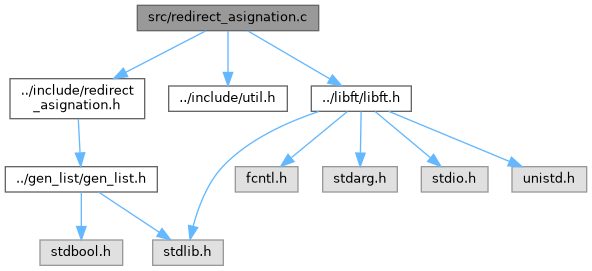 src/redirect_asignation.c
../include/redirect
_asignation.h
../include/util.h
../libft/libft.h
../gen_list/gen_list.h
fcntl.h
stdarg.h
stdio.h
unistd.h
stdbool.h
stdlib.h